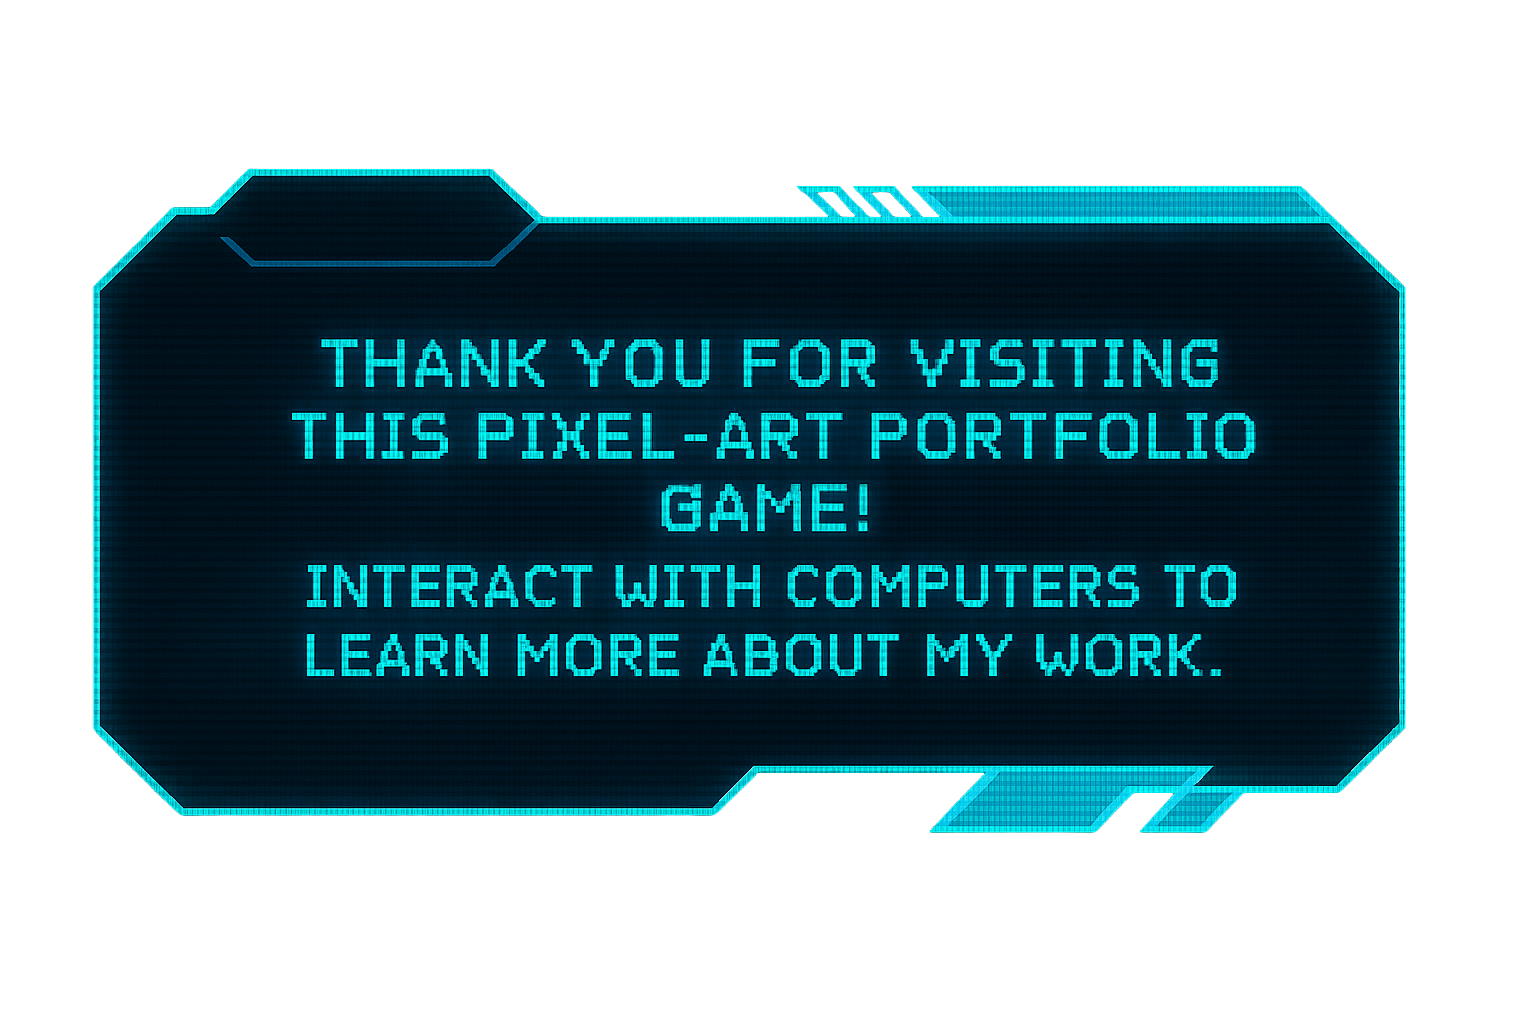 THANK YOU FOR VISITING
THIS PIXEL-ART PORTFOLIO
GAME!
INTERACT WITH COMPUTERS TO
LEARN MORE ABOUT MY WORK.